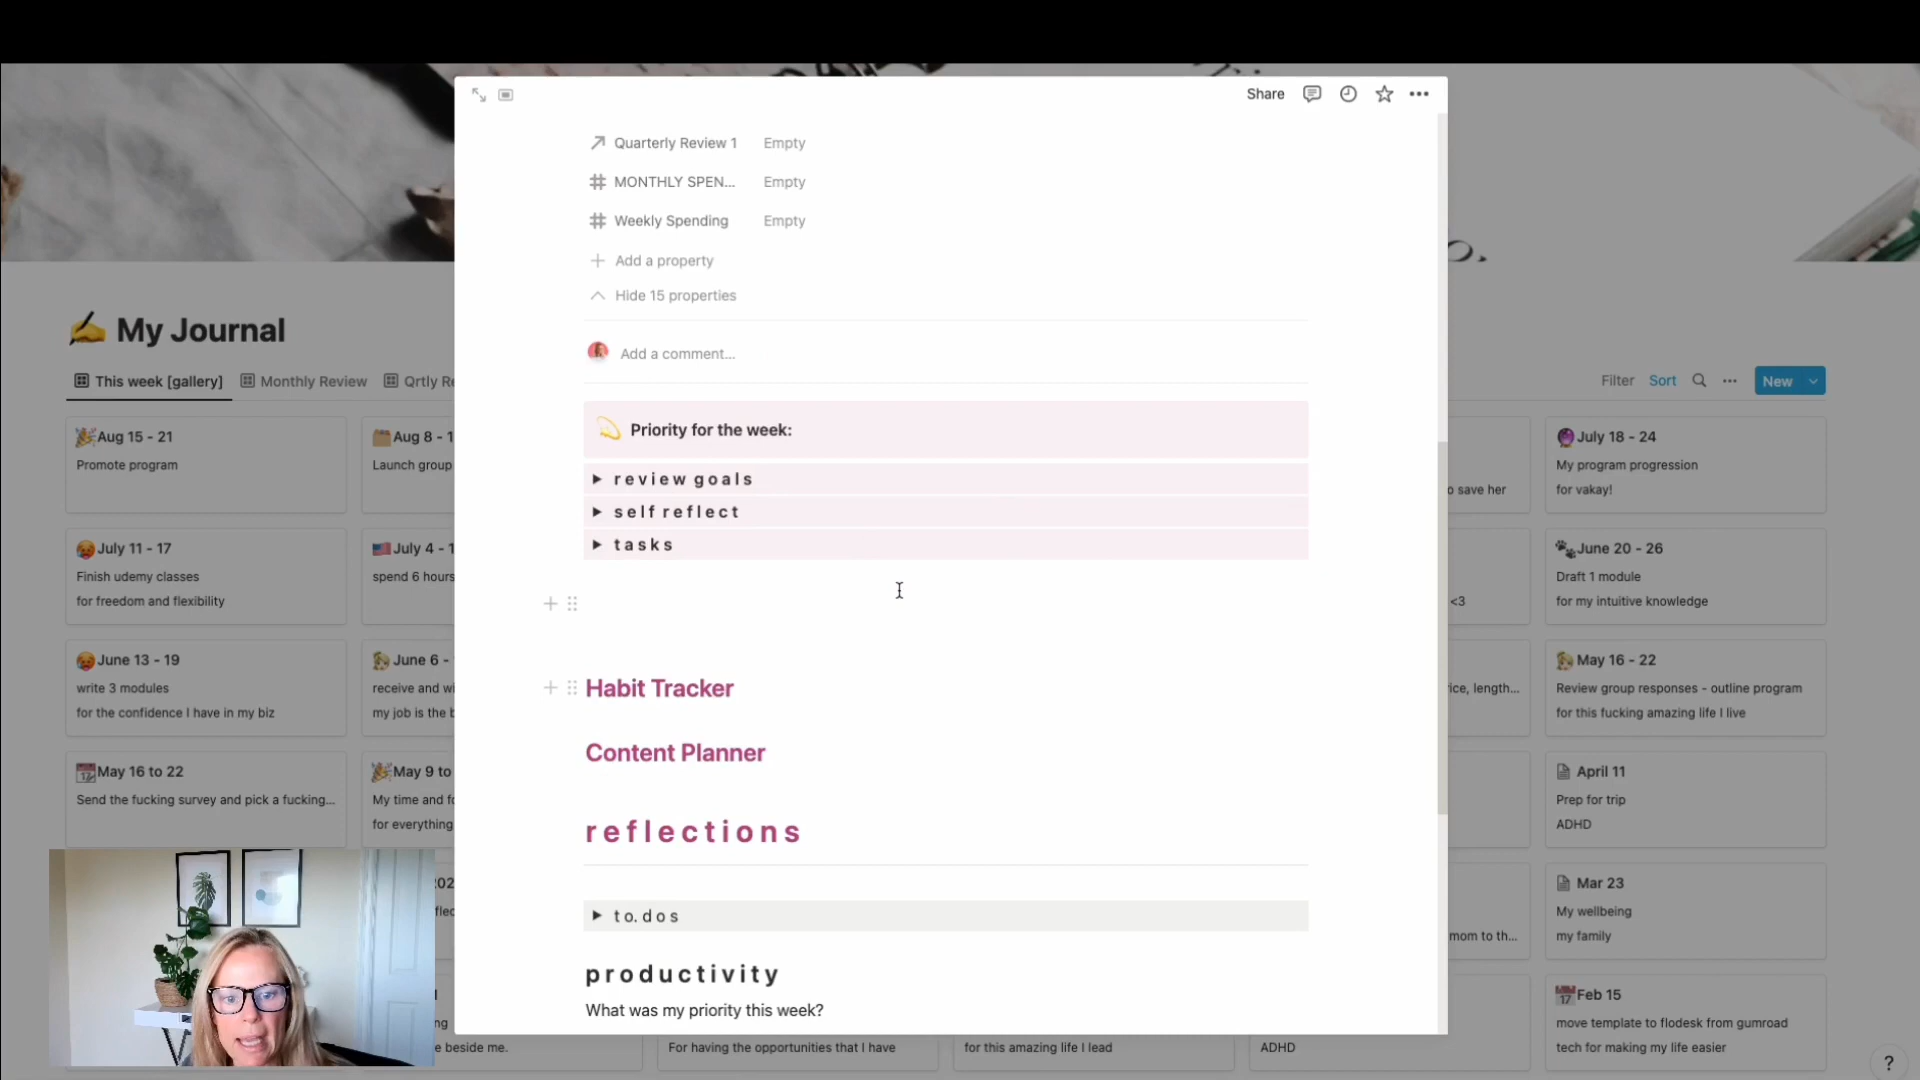 Share
Quarterly Review 1 Empty
MONTHLY SPEN... Empty
Weekly Spending Empty
Add a property
Hide 15 properties
Add a comment...
💫 Priority for the week:
review goals
self reflect
tasks
Habit Tracker
Content Planner
reflections
to.dos
productivity
What was my priority this week?
✍️ My Journal
This week [gallery] Monthly Review Qrtly Re
Filter Sort New
Aug 15 - 21
Promote program
Aug 8 - 1
Launch group
July 18 - 24
My program progression
for vakay!
o save her
July 11 - 17
Finish udemy classes
for freedom and flexibility
July 4 - 1
spend 6 hours
<3
June 20 - 26
Draft 1 module
for my intuitive knowledge
June 13 - 19
write 3 modules
for the confidence I have in my biz
June 6 -
receive and wi
my job is the b
ice, length...
May 16 - 22
Review group responses - outline program
for this fucking amazing life I live
May 16 to 22
Send the fucking survey and pick a fucking...
May 9 to
My time and fo
for everything
April 11
Prep for trip
ADHD
Mar 23
My wellbeing
my family
mom to th...
Feb 15
move template to flodesk from gumroad
tech for making my life easier
e beside me.
For having the opportunities that I have
for this amazing life I lead
ADHD
?